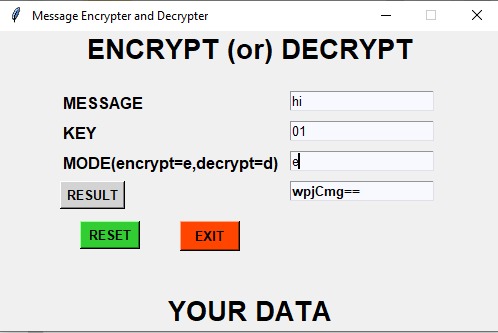 Message Encrypter and Decrypter
ENCRYPT (or) DECRYPT
MESSAGE hi
KEY 01
MODE(encrypt=e,decrypt=d) e
RESULT wpjCmg==
RESET EXIT
YOUR DATA